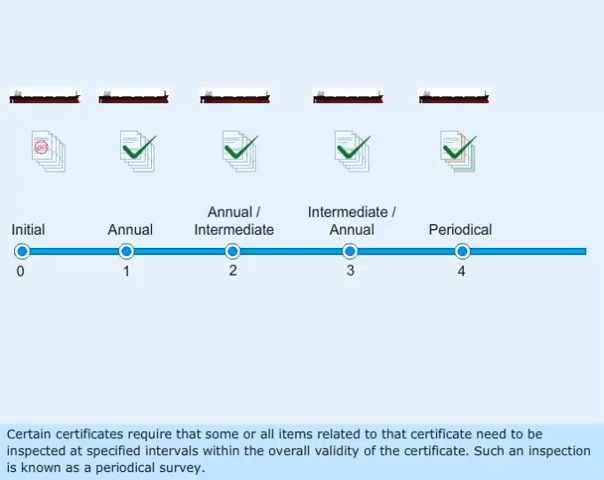 Initial
Annual
Annual /
Intermediate
Intermediate /
Annual
Periodical
0
1
2
3
4
Certain certificates require that some or all items related to that certificate need to be
inspected at specified intervals within the overall validity of the certificate. Such an inspection
is known as a periodical survey.